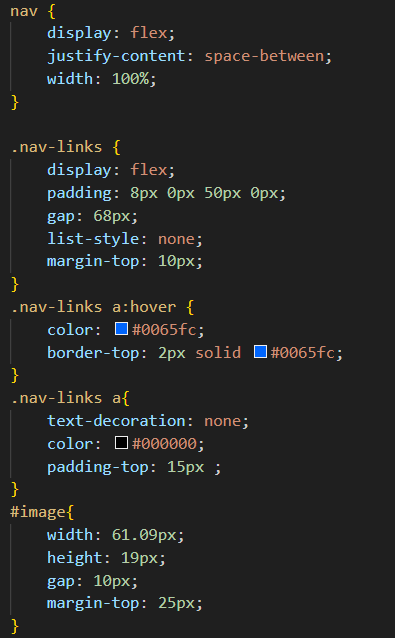 nav {
display: flex;
justify-content: space-between;
width: 100%;
}
.nav-links {
display: flex;
padding: 8px 0px 50px 0px;
gap: 68px;
list-style: none;
margin-top: 10px;
}
.nav-links a:hover {
color: #0065fc;
border-top: 2px solid #0065fc;
}
.nav-links a{
text-decoration: none;
color: #000000;
padding-top: 15px ;
}
#image{
width: 61.09px;
height: 19px;
gap: 10px;
margin-top: 25px;
}